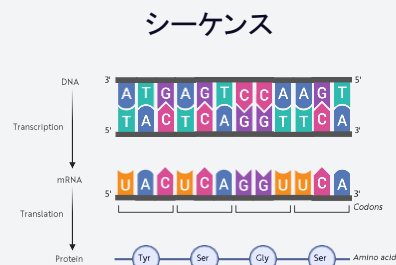 シーケンス
DNA 3' A T G A G T C C A A G T 5'
Transcription 5' T A C T C A G G T T C A 3'
mRNA 5' U A C U C A G G U U C A 3'
Codons
Translation
Protein Tyr Ser Gly Ser Amino acid